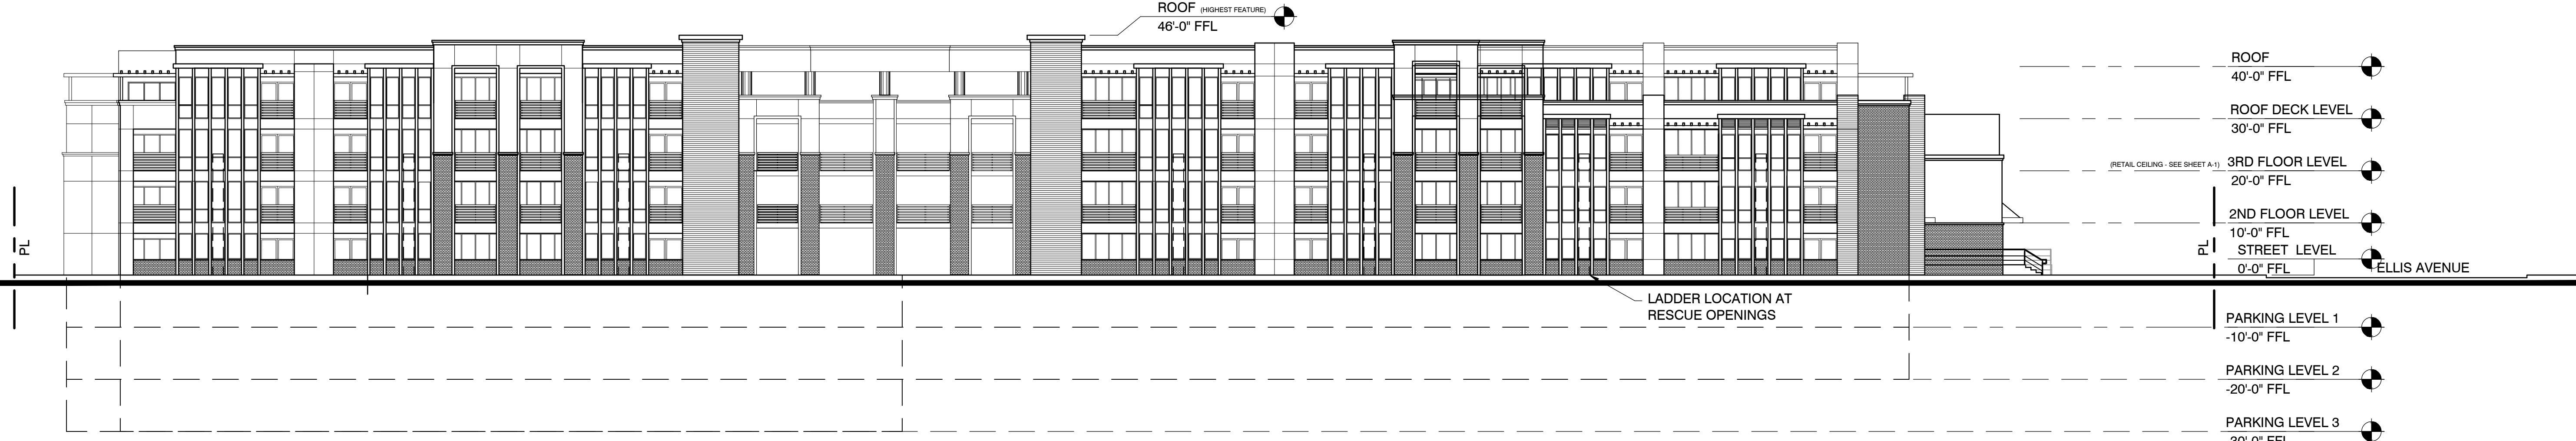 ROOF (HIGHEST FEATURE)
46'-0" FFL
ROOF
40'-0" FFL
ROOF DECK LEVEL
30'-0" FFL
(RETAIL CEILING - SEE SHEET A-1) 3RD FLOOR LEVEL
20'-0" FFL
2ND FLOOR LEVEL
10'-0" FFL
PL
PL
STREET LEVEL
0'-0" FFL
ELLIS AVENUE
LADDER LOCATION AT
RESCUE OPENINGS
PARKING LEVEL 1
-10'-0" FFL
PARKING LEVEL 2
-20'-0" FFL
PARKING LEVEL 3
-30'-0" FFL